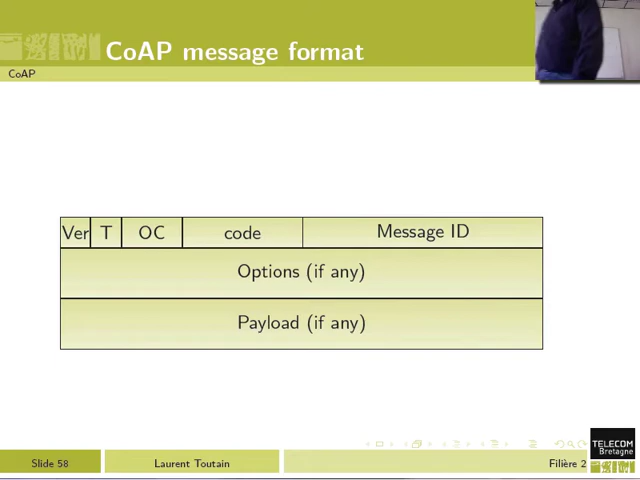 CoAP message format
CoAP
Ver T OC code Message ID
Options (if any)
Payload (if any)
TELECOM
Bretagne
Slide 58 Laurent Toutain Filière 2